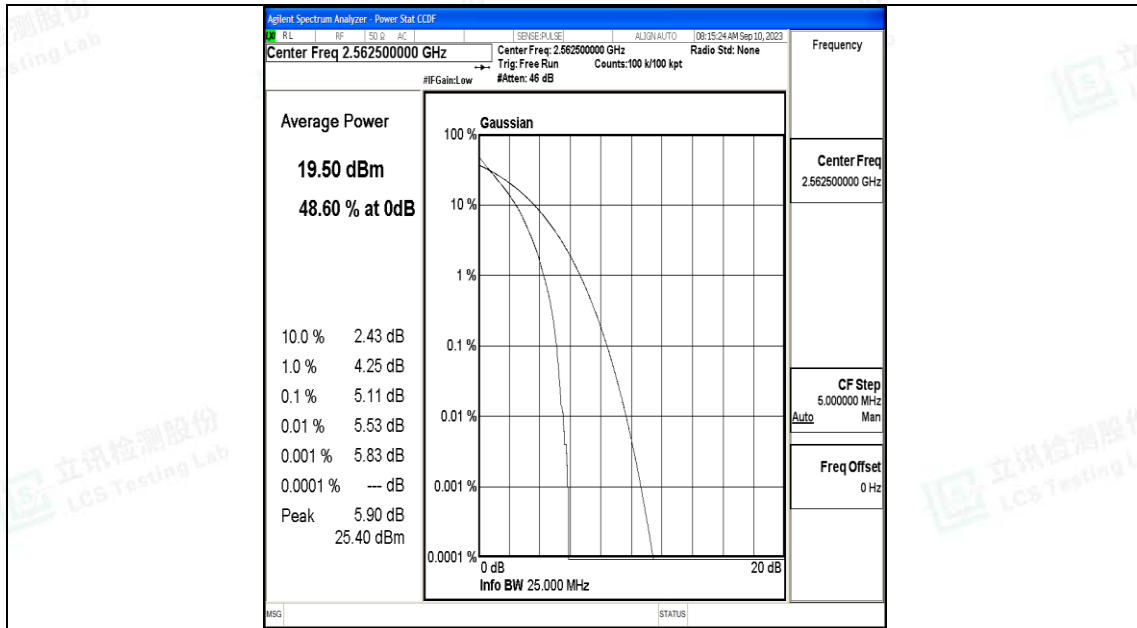 Agilent Spectrum Analyzer - Power Stat CCDF
LXI RL RF 50 Ω AC SENSE:PULSE ALIGN AUTO 08:15:24 AM Sep 10, 2023
Center Freq 2.562500000 GHz
Center Freq: 2.562500000 GHz Radio Std: None
Trig: Free Run Counts:100 k/100 kpt
#IFGain:Low #Atten: 46 dB
Frequency
Average Power
19.50 dBm
48.60 % at 0dB
10.0 % 2.43 dB
1.0 % 4.25 dB
0.1 % 5.11 dB
0.01 % 5.53 dB
0.001 % 5.83 dB
0.0001 % --- dB
Peak 5.90 dB
25.40 dBm
Gaussian
100 %
10 %
1 %
0.1 %
0.01 %
0.001 %
0.0001 %
0 dB 20 dB
Info BW 25.000 MHz
Center Freq
2.562500000 GHz
CF Step
5.000000 MHz
Auto Man
Freq Offset
0 Hz
MSG STATUS
立讯检测股份
LCS Testing Lab
立讯检测股份